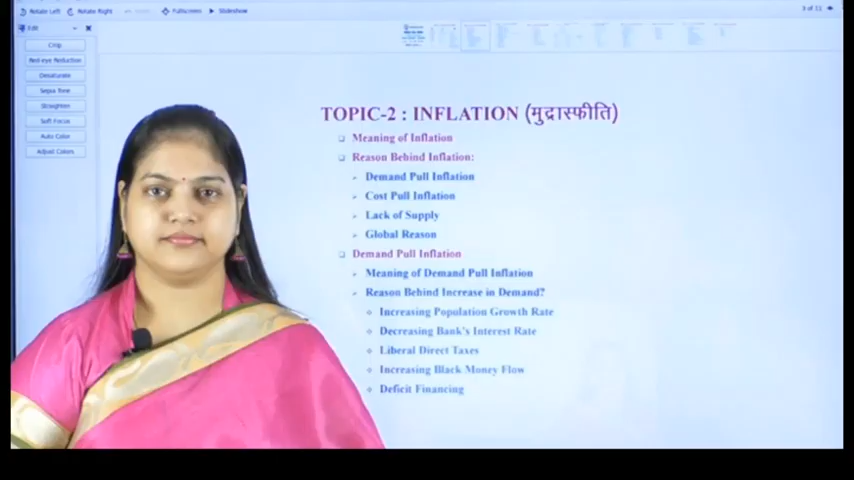 Rotate Left Rotate Right Fullscreen Slideshow 3 of 11
Edit
Crop
Red-eye Reduction
Desaturate
Sepia Tone
Straighten
Soft Focus
Auto Color
Adjust Colors
TOPIC-2 : INFLATION (मुद्रास्फीति)
Meaning of Inflation
Reason Behind Inflation:
Demand Pull Inflation
Cost Pull Inflation
Lack of Supply
Global Reason
Demand Pull Inflation
Meaning of Demand Pull Inflation
Reason Behind Increase in Demand?
Increasing Population Growth Rate
Decreasing Bank's Interest Rate
Liberal Direct Taxes
Increasing Black Money Flow
Deficit Financing